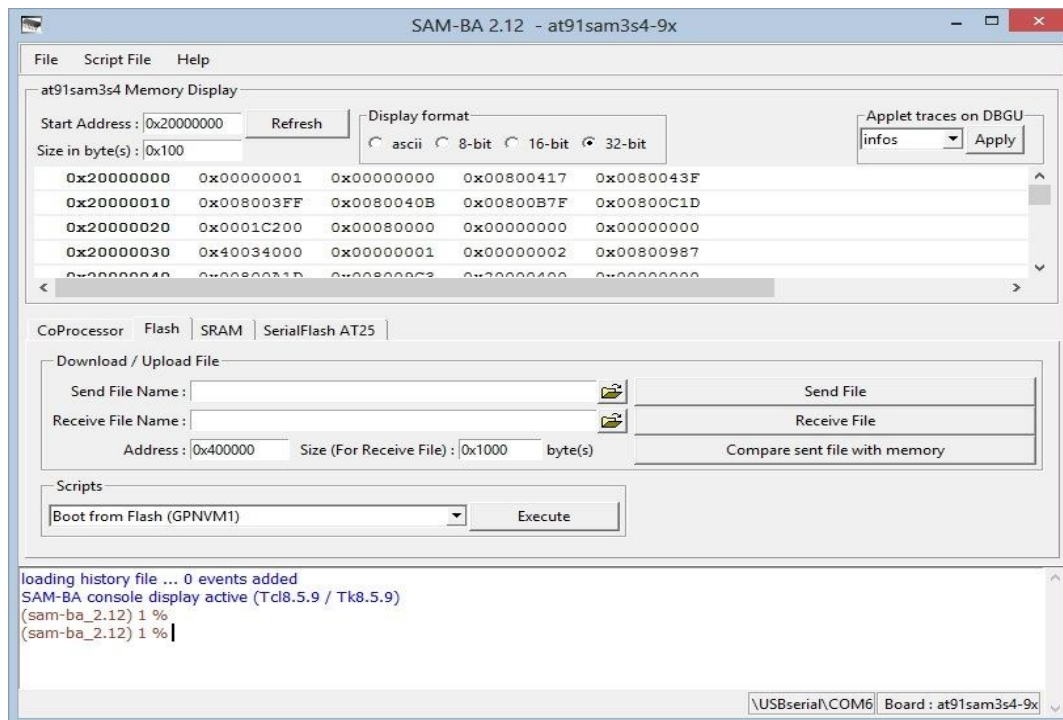 SAM-BA 2.12 - at91sam3s4-9x
File Script File Help
at91sam3s4 Memory Display
Start Address : 0x20000000 Refresh
Size in byte(s) : 0x100
Display format
ascii 8-bit 16-bit 32-bit
Applet traces on DBGU
infos Apply
0x20000000 0x00000001 0x00000000 0x00800417 0x0080043F
0x20000010 0x008003FF 0x0080040B 0x00800B7F 0x00800C1D
0x20000020 0x0001C200 0x00080000 0x00000000 0x00000000
0x20000030 0x40034000 0x00000001 0x00000002 0x00800987
CoProcessor Flash SRAM SerialFlash AT25
Download / Upload File
Send File Name : Send File
Receive File Name : Receive File
Address : 0x400000 Size (For Receive File) : 0x1000 byte(s) Compare sent file with memory
Scripts
Boot from Flash (GPNVM1) Execute
loading history file ... 0 events added
SAM-BA console display active (Tcl8.5.9 / Tk8.5.9)
(sam-ba_2.12) 1 %
(sam-ba_2.12) 1 %
\USBserial\COM6 Board : at91sam3s4-9x